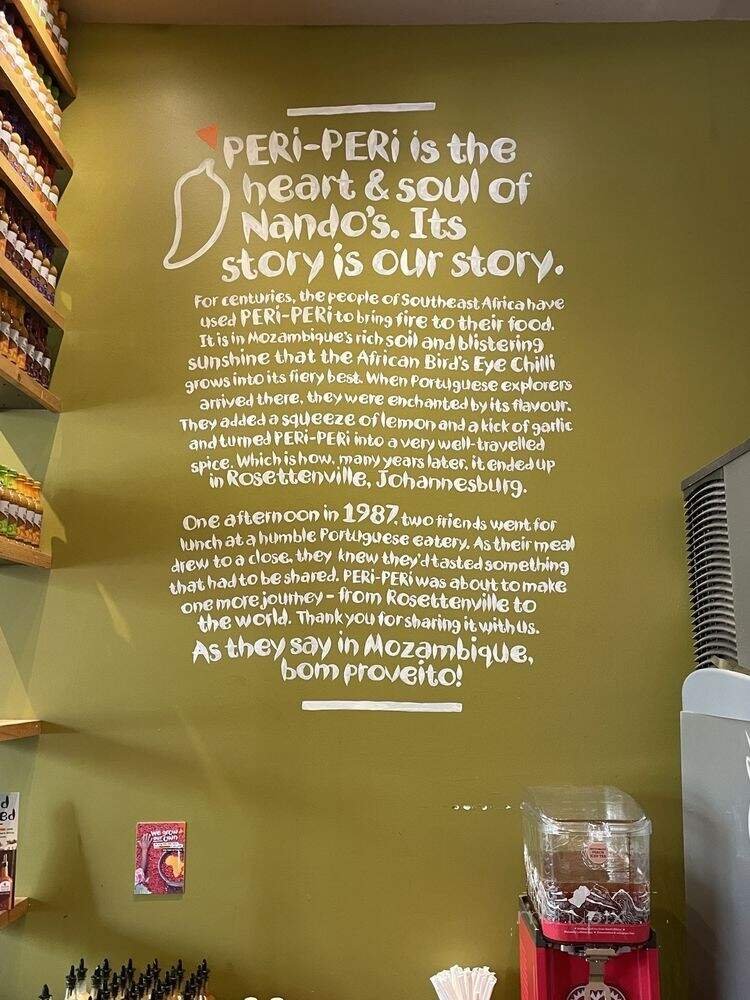 PERi-PERi is the
heart & soul of
Nando's. Its
story is our story.
For centuries, the people of Southeast Africa have
used PERi-PERi to bring fire to their food.
It is in Mozambique's rich soil and blistering
sunshine that the African Bird's Eye Chilli
grows into its fiery best. When Portuguese explorers
arrived there, they were enchanted by its flavour.
They added a squeeze of lemon and a kick of garlic
and turned PERi-PERi into a very well-travelled
spice. Which is how, many years later, it ended up
in Rosettenville, Johannesburg.
One afternoon in 1987, two friends went for
lunch at a humble Portuguese eatery. As their meal
drew to a close, they knew they'd tasted something
that had to be shared. PERi-PERi was about to make
one more journey - from Rosettenville to
the world. Thank you for sharing it with us.
As they say in Mozambique,
bom proveito!
WE GROW
OUR OWN